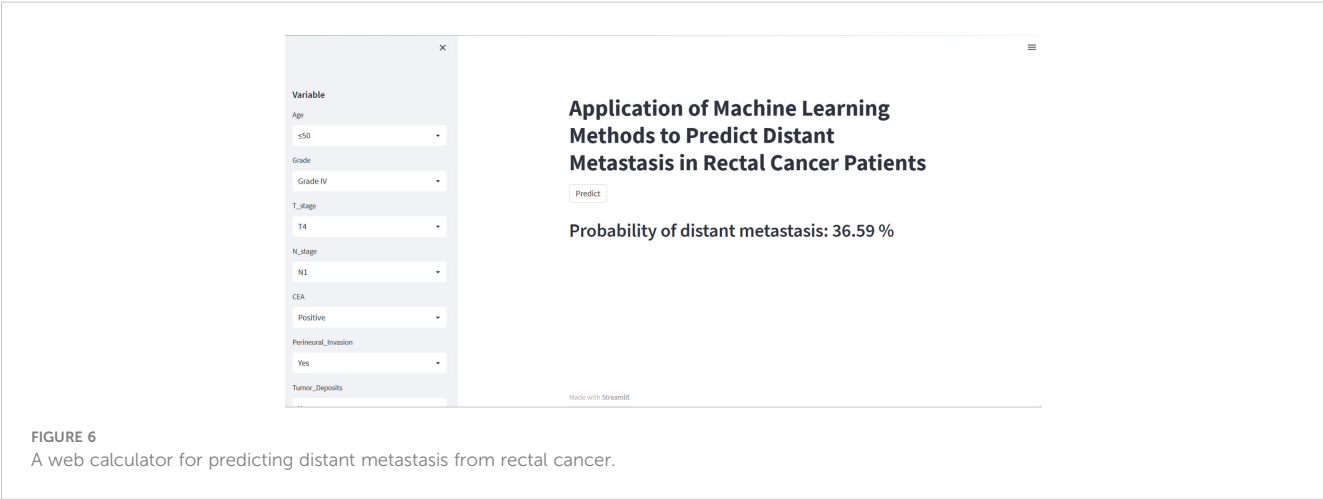 Variable
Age
≤50
Grade
Grade IV
T_stage
T4
N_stage
N1
CEA
Positive
Perineural_Invasion
Yes
Tumor_Deposits
Application of Machine Learning
Methods to Predict Distant
Metastasis in Rectal Cancer Patients
Predict
Probability of distant metastasis: 36.59 %
Made with Streamlit
FIGURE 6
A web calculator for predicting distant metastasis from rectal cancer.